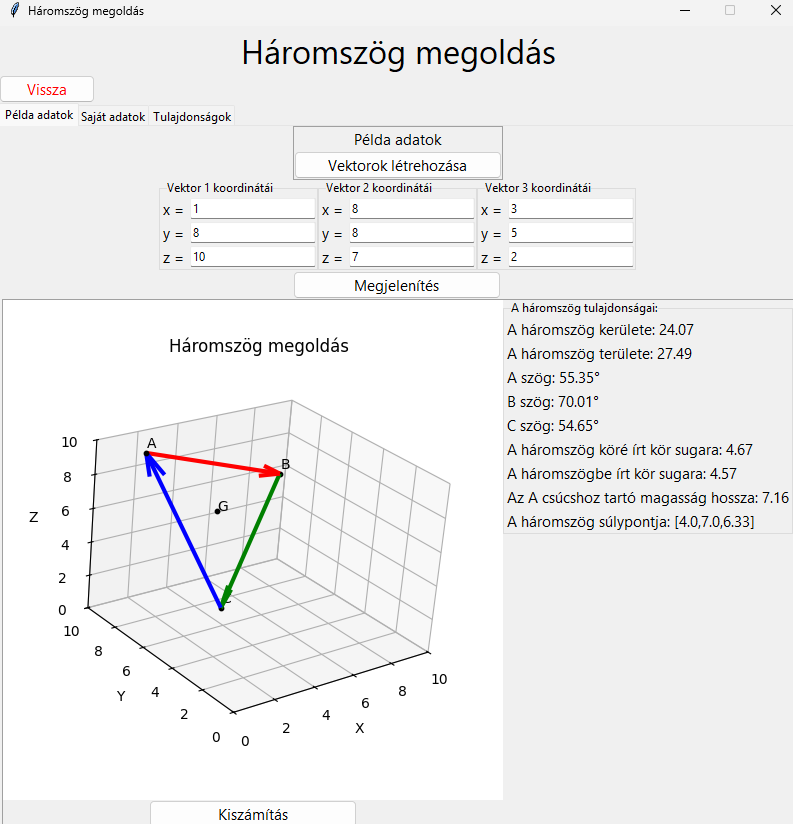 Háromszög megoldás
Háromszög megoldás
Vissza
Példa adatok Saját adatok Tulajdonságok
Példa adatok
Vektorok létrehozása
Vektor 1 koordinátái Vektor 2 koordinátái Vektor 3 koordinátái
x = 1 x = 8 x = 3
y = 8 y = 8 y = 5
z = 10 z = 7 z = 2
Megjelenítés
A háromszög tulajdonságai:
A háromszög kerülete: 24.07
A háromszög területe: 27.49
A szög: 55.35°
B szög: 70.01°
C szög: 54.65°
A háromszög köré írt kör sugara: 4.67
A háromszögbe írt kör sugara: 4.57
Az A csúcshoz tartó magasság hossza: 7.16
A háromszög súlypontja: [4.0,7.0,6.33]
Háromszög megoldás
A
B
G
C
Z
10
8
6
4
2
0
Y
10
8
6
4
2
0
X
0
2
4
6
8
10
Kiszámítás